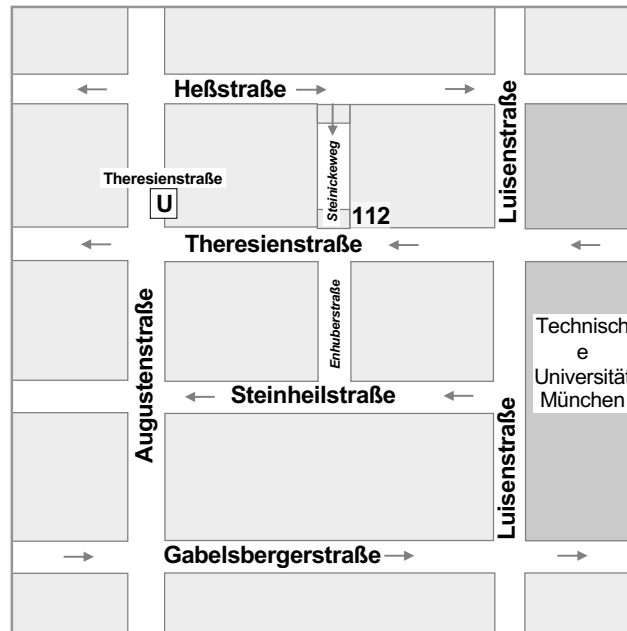 Heßstraße
Luisenstraße
Theresienstraße
U
Steinickeweg
112
Theresienstraße
Enhuberstraße
Augustenstraße
Technisch
e
Universität
München
Steinheilstraße
Luisenstraße
Gabelsbergerstraße